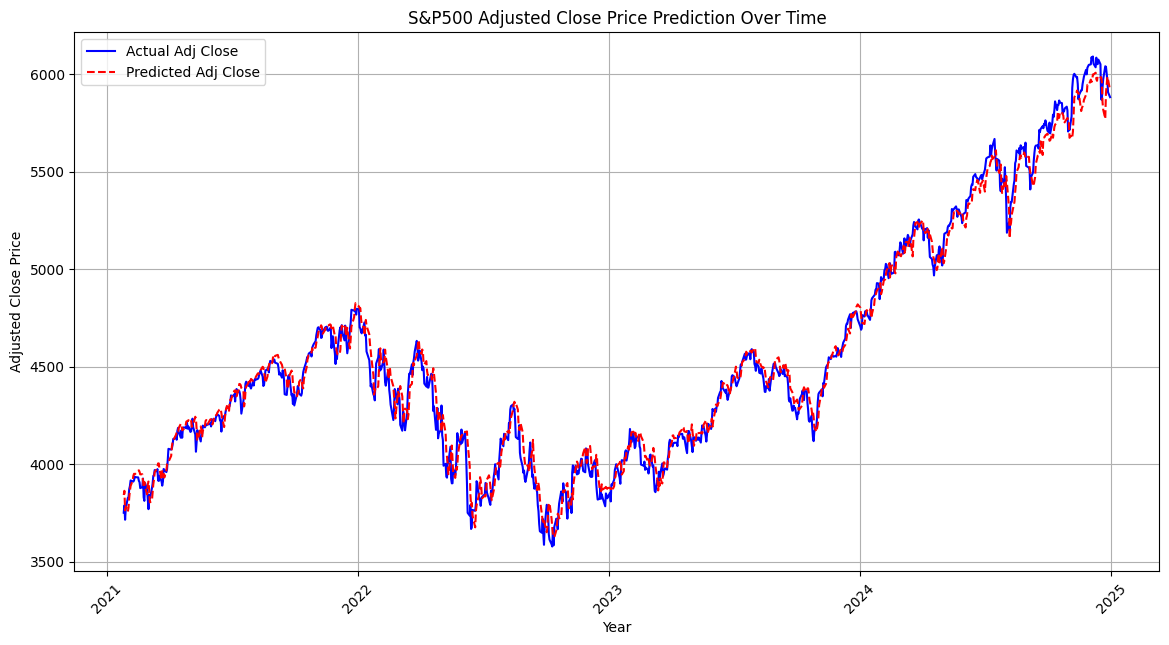 S&P500 Adjusted Close Price Prediction Over Time
Actual Adj Close
Predicted Adj Close
6000
5500
5000
4500
4000
3500
Adjusted Close Price
2021
2022
2023
2024
2025
Year